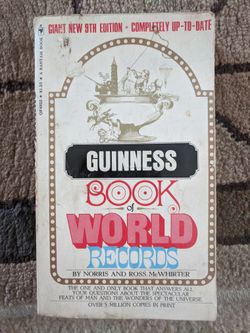 GIANT NEW 9TH EDITION • COMPLETELY UP-TO-DATE
A BANTAM BOOK
GUINNESS
BOOK
of
WORLD
RECORDS
BY NORRIS AND ROSS McWHIRTER
THE ONE AND ONLY BOOK THAT ANSWERS ALL
YOUR QUESTIONS ABOUT THE SPECTACULAR
FEATS OF MAN AND THE WONDERS OF THE UNIVERSE.
OVER 5 MILLION COPIES IN PRINT